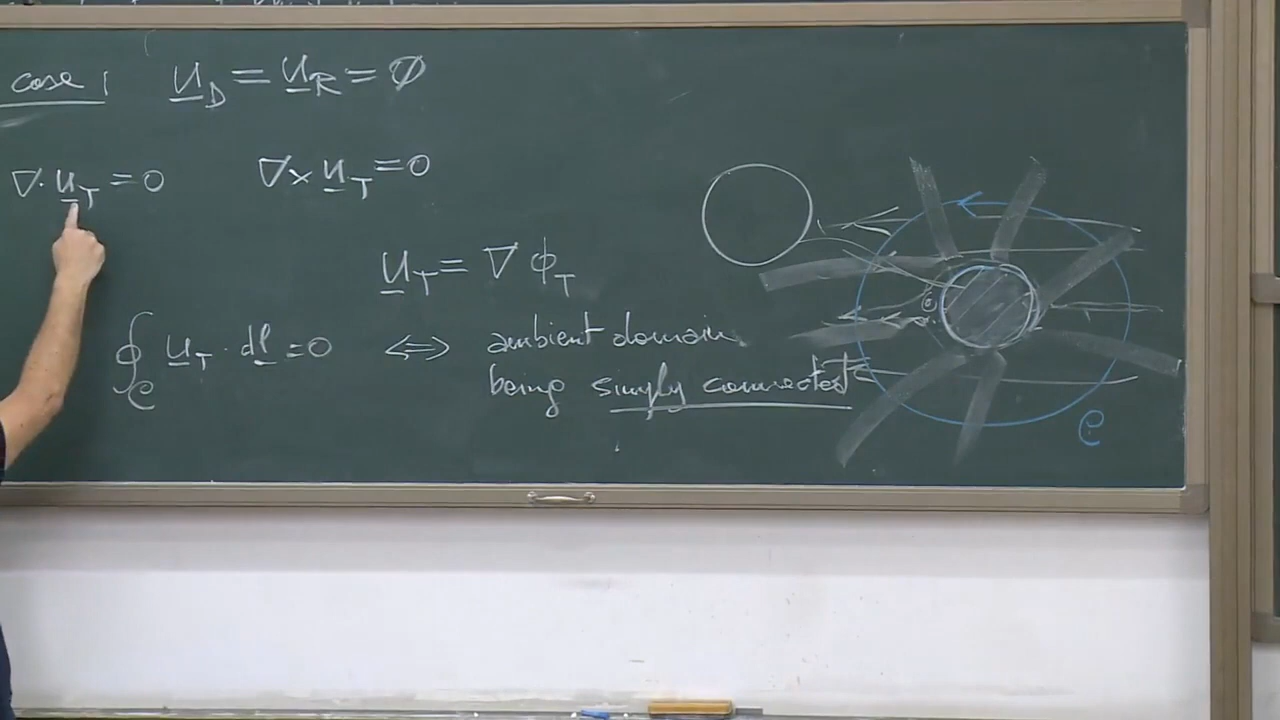 case 1 u_D = u_R = ∅
∇· u_T = 0 ∇× u_T = 0
u_T = ∇ϕ_T
∮_C u_T · dl = 0 ⟺ ambient domain
being simply connected
C